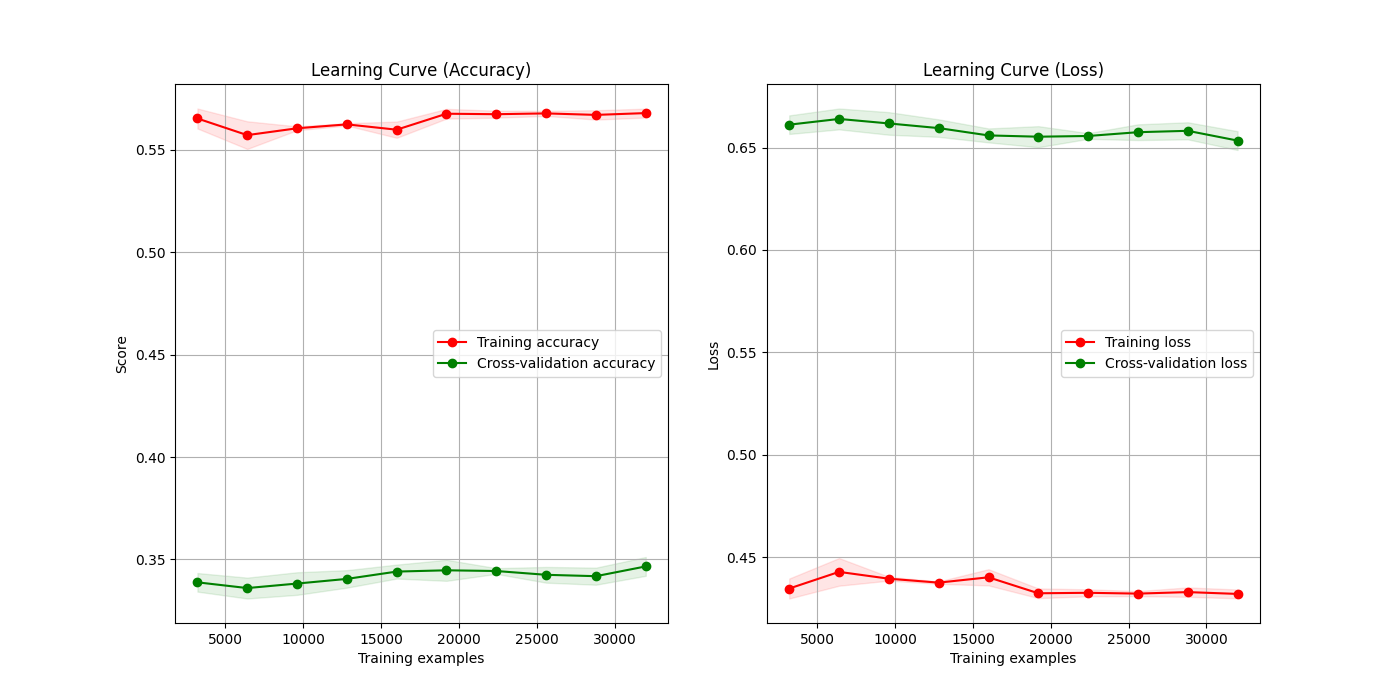 Learning Curve (Accuracy)
Score
0.55
0.50
0.45
0.40
0.35
Training accuracy
Cross-validation accuracy
5000 10000 15000 20000 25000 30000
Training examples
Learning Curve (Loss)
Loss
0.65
0.60
0.55
0.50
0.45
Training loss
Cross-validation loss
5000 10000 15000 20000 25000 30000
Training examples